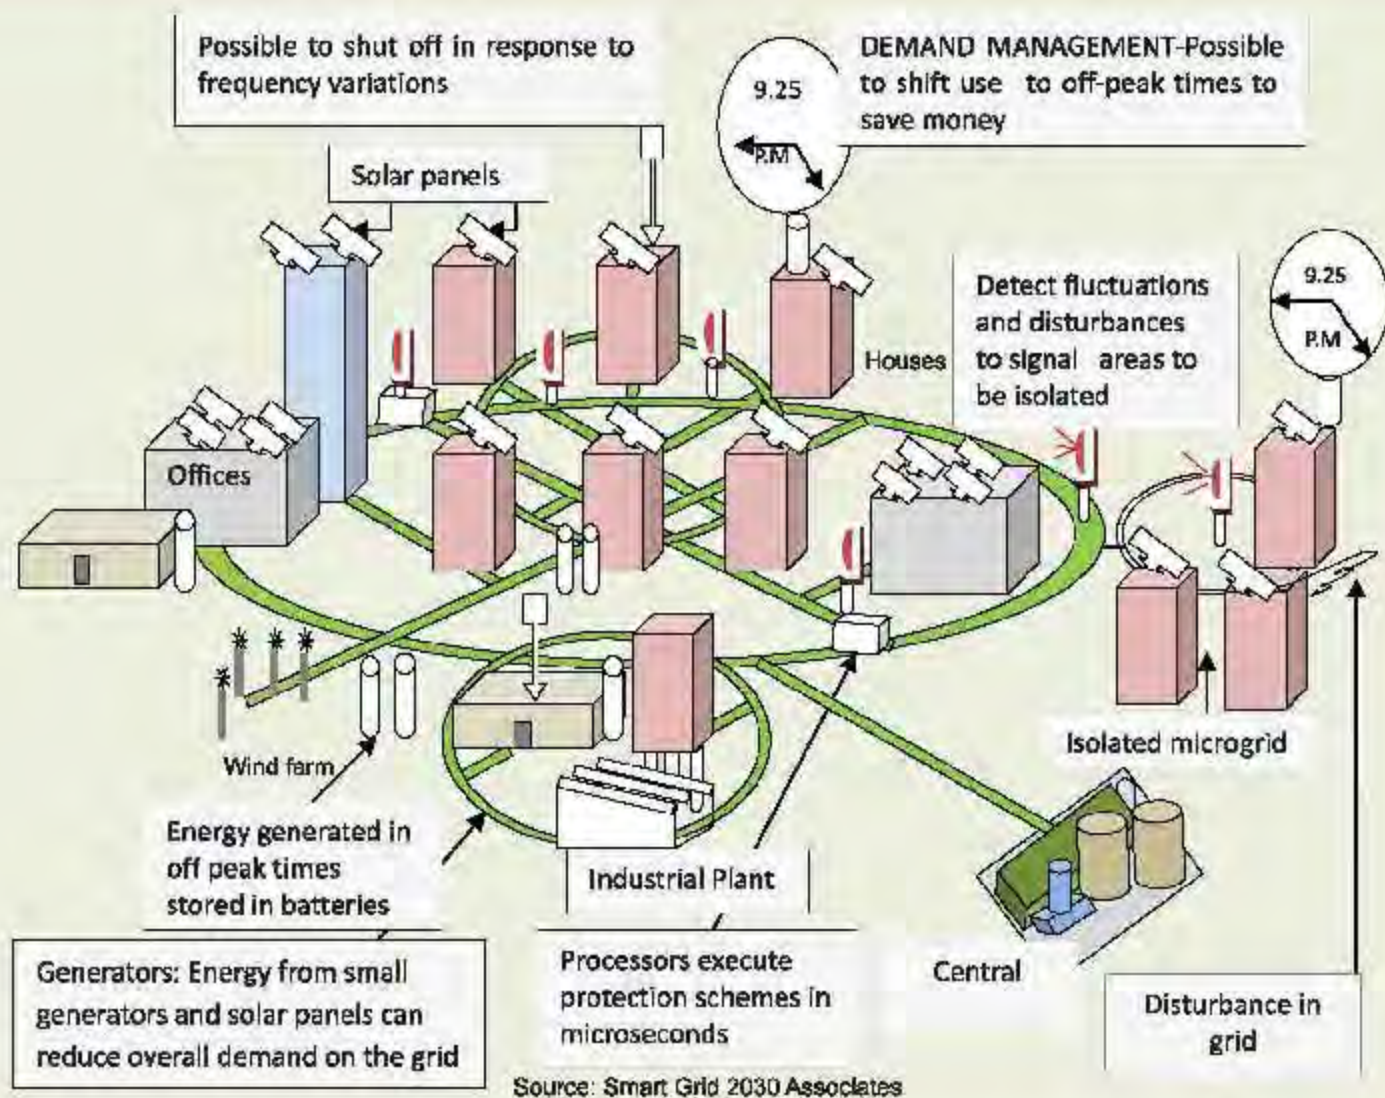 Possible to shut off in response to
frequency variations
9.25
P.M
DEMAND MANAGEMENT-Possible
to shift use to off-peak times to
save money
Solar panels
Houses
Detect fluctuations
and disturbances
to signal areas to
be isolated
9.25
P.M
Offices
Wind farm
Isolated microgrid
Energy generated in
off peak times
stored in batteries
Industrial Plant
Generators: Energy from small
generators and solar panels can
reduce overall demand on the grid
Processors execute
protection schemes in
microseconds
Central
Disturbance in
grid
Source: Smart Grid 2030 Associates